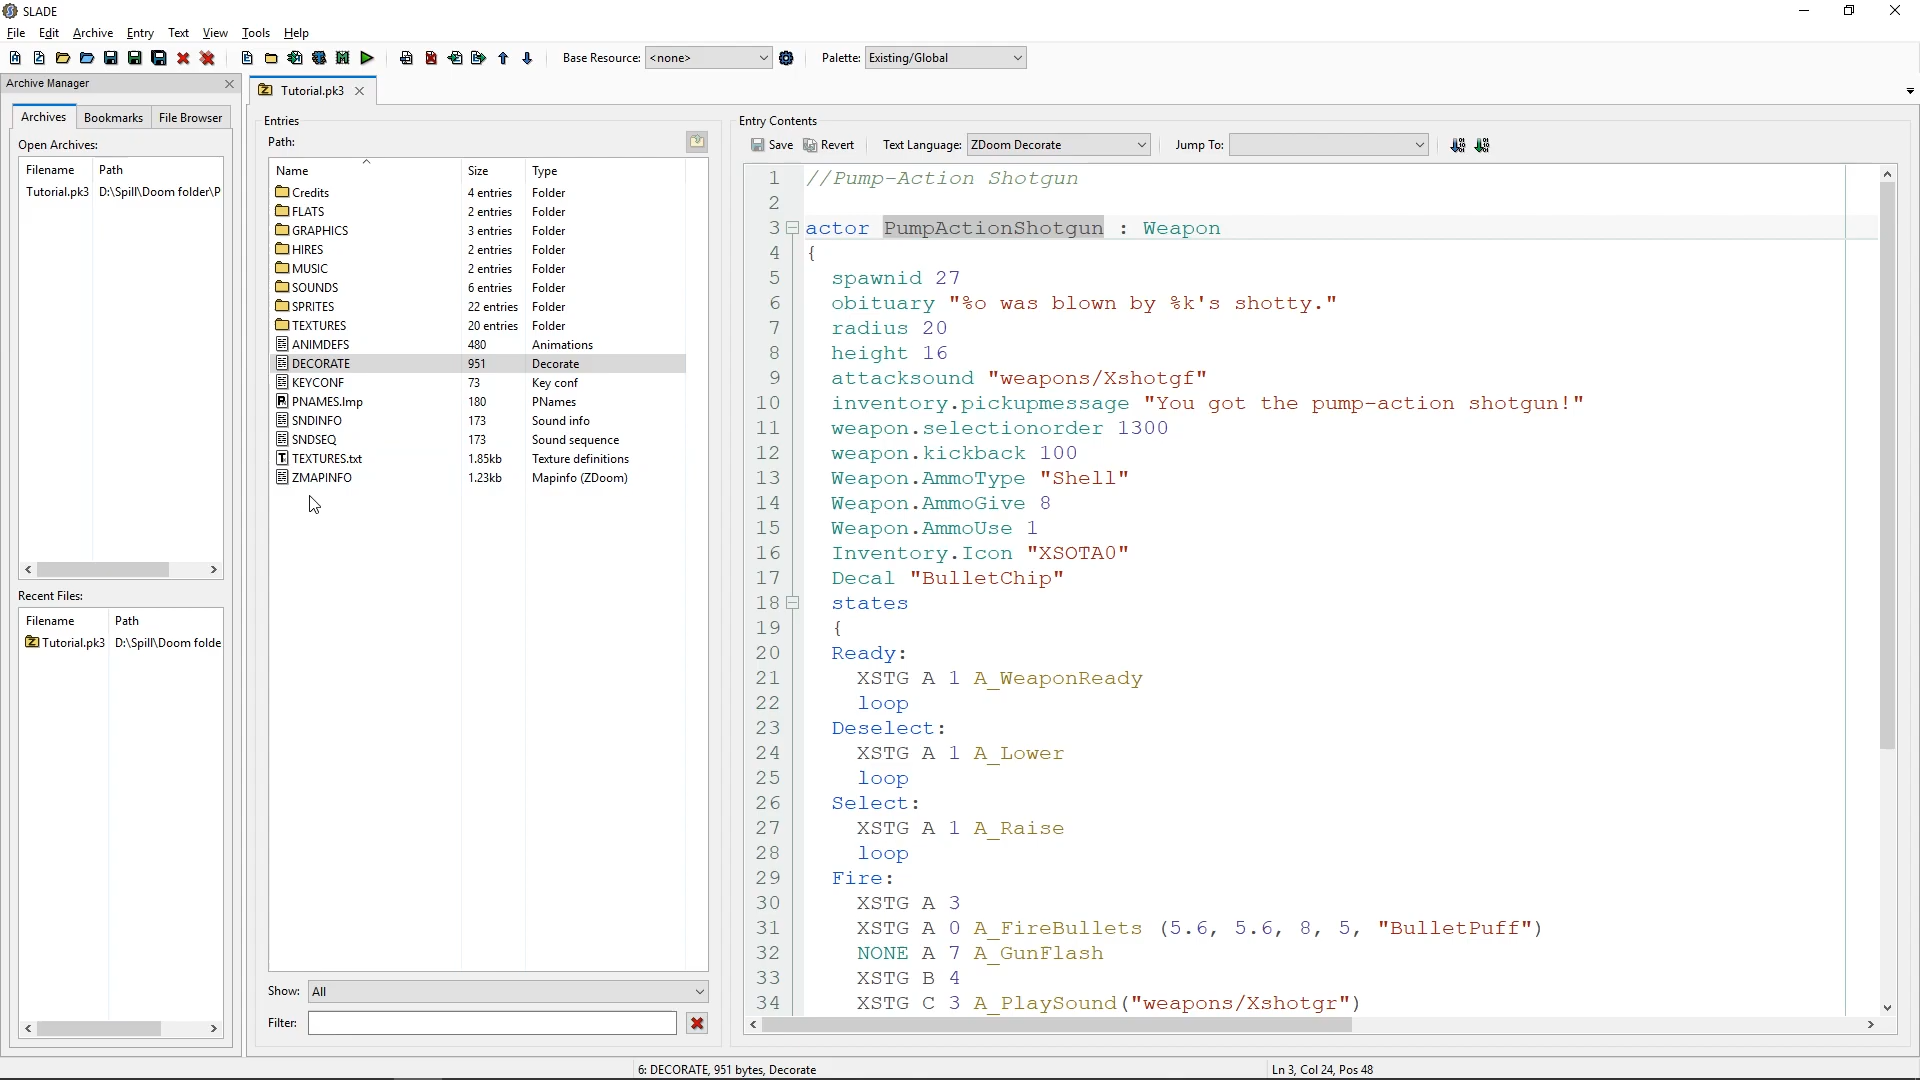 SLADE
File Edit Archive Entry Text View Tools Help
Base Resource: <none> Palette: Existing/Global
Archive Manager
Tutorial.pk3
Archives Bookmarks File Browser
Open Archives:
Filename Path
Tutorial.pk3 D:\Spill\Doom folder\P
Recent Files:
Filename Path
Tutorial.pk3 D:\Spill\Doom folde
Entries
Path:
Name Size Type
Credits 4 entries Folder
FLATS 2 entries Folder
GRAPHICS 3 entries Folder
HIRES 2 entries Folder
MUSIC 2 entries Folder
SOUNDS 6 entries Folder
SPRITES 22 entries Folder
TEXTURES 20 entries Folder
ANIMDEFS 480 Animations
DECORATE 951 Decorate
KEYCONF 73 Key conf
PNAMES.lmp 180 PNames
SNDINFO 173 Sound info
SNDSEQ 173 Sound sequence
TEXTURES.txt 1.85kb Texture definitions
ZMAPINFO 1.23kb Mapinfo (ZDoom)
Show: All
Filter:
Entry Contents
Save Revert Text Language: ZDoom Decorate Jump To:
1 //Pump-Action Shotgun
2
3 actor PumpActionShotgun : Weapon
4 {
5 spawnid 27
6 obituary "%o was blown by %k's shotty."
7 radius 20
8 height 16
9 attacksound "weapons/Xshotgf"
10 inventory.pickupmessage "You got the pump-action shotgun!"
11 weapon.selectionorder 1300
12 weapon.kickback 100
13 Weapon.AmmoType "Shell"
14 Weapon.AmmoGive 8
15 Weapon.AmmoUse 1
16 Inventory.Icon "XSOTA0"
17 Decal "BulletChip"
18 states
19 {
20 Ready:
21 XSTG A 1 A_WeaponReady
22 loop
23 Deselect:
24 XSTG A 1 A_Lower
25 loop
26 Select:
27 XSTG A 1 A_Raise
28 loop
29 Fire:
30 XSTG A 3
31 XSTG A 0 A_FireBullets (5.6, 5.6, 8, 5, "BulletPuff")
32 NONE A 7 A_GunFlash
33 XSTG B 4
34 XSTG C 3 A_PlaySound("weapons/Xshotgr")
6: DECORATE, 951 bytes, Decorate
Ln 3, Col 24, Pos 48